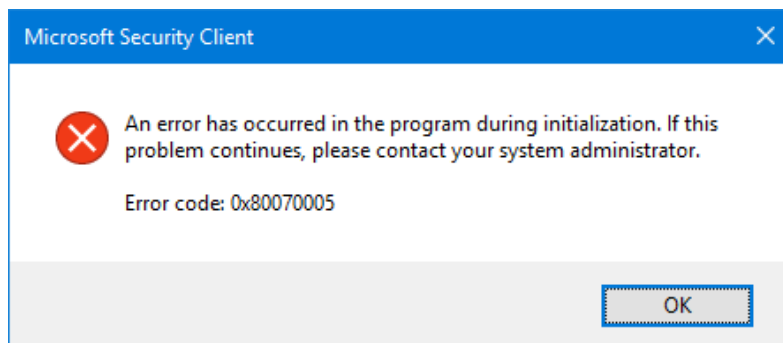 Microsoft Security Client
An error has occurred in the program during initialization. If this
problem continues, please contact your system administrator.
Error code: 0x80070005
OK